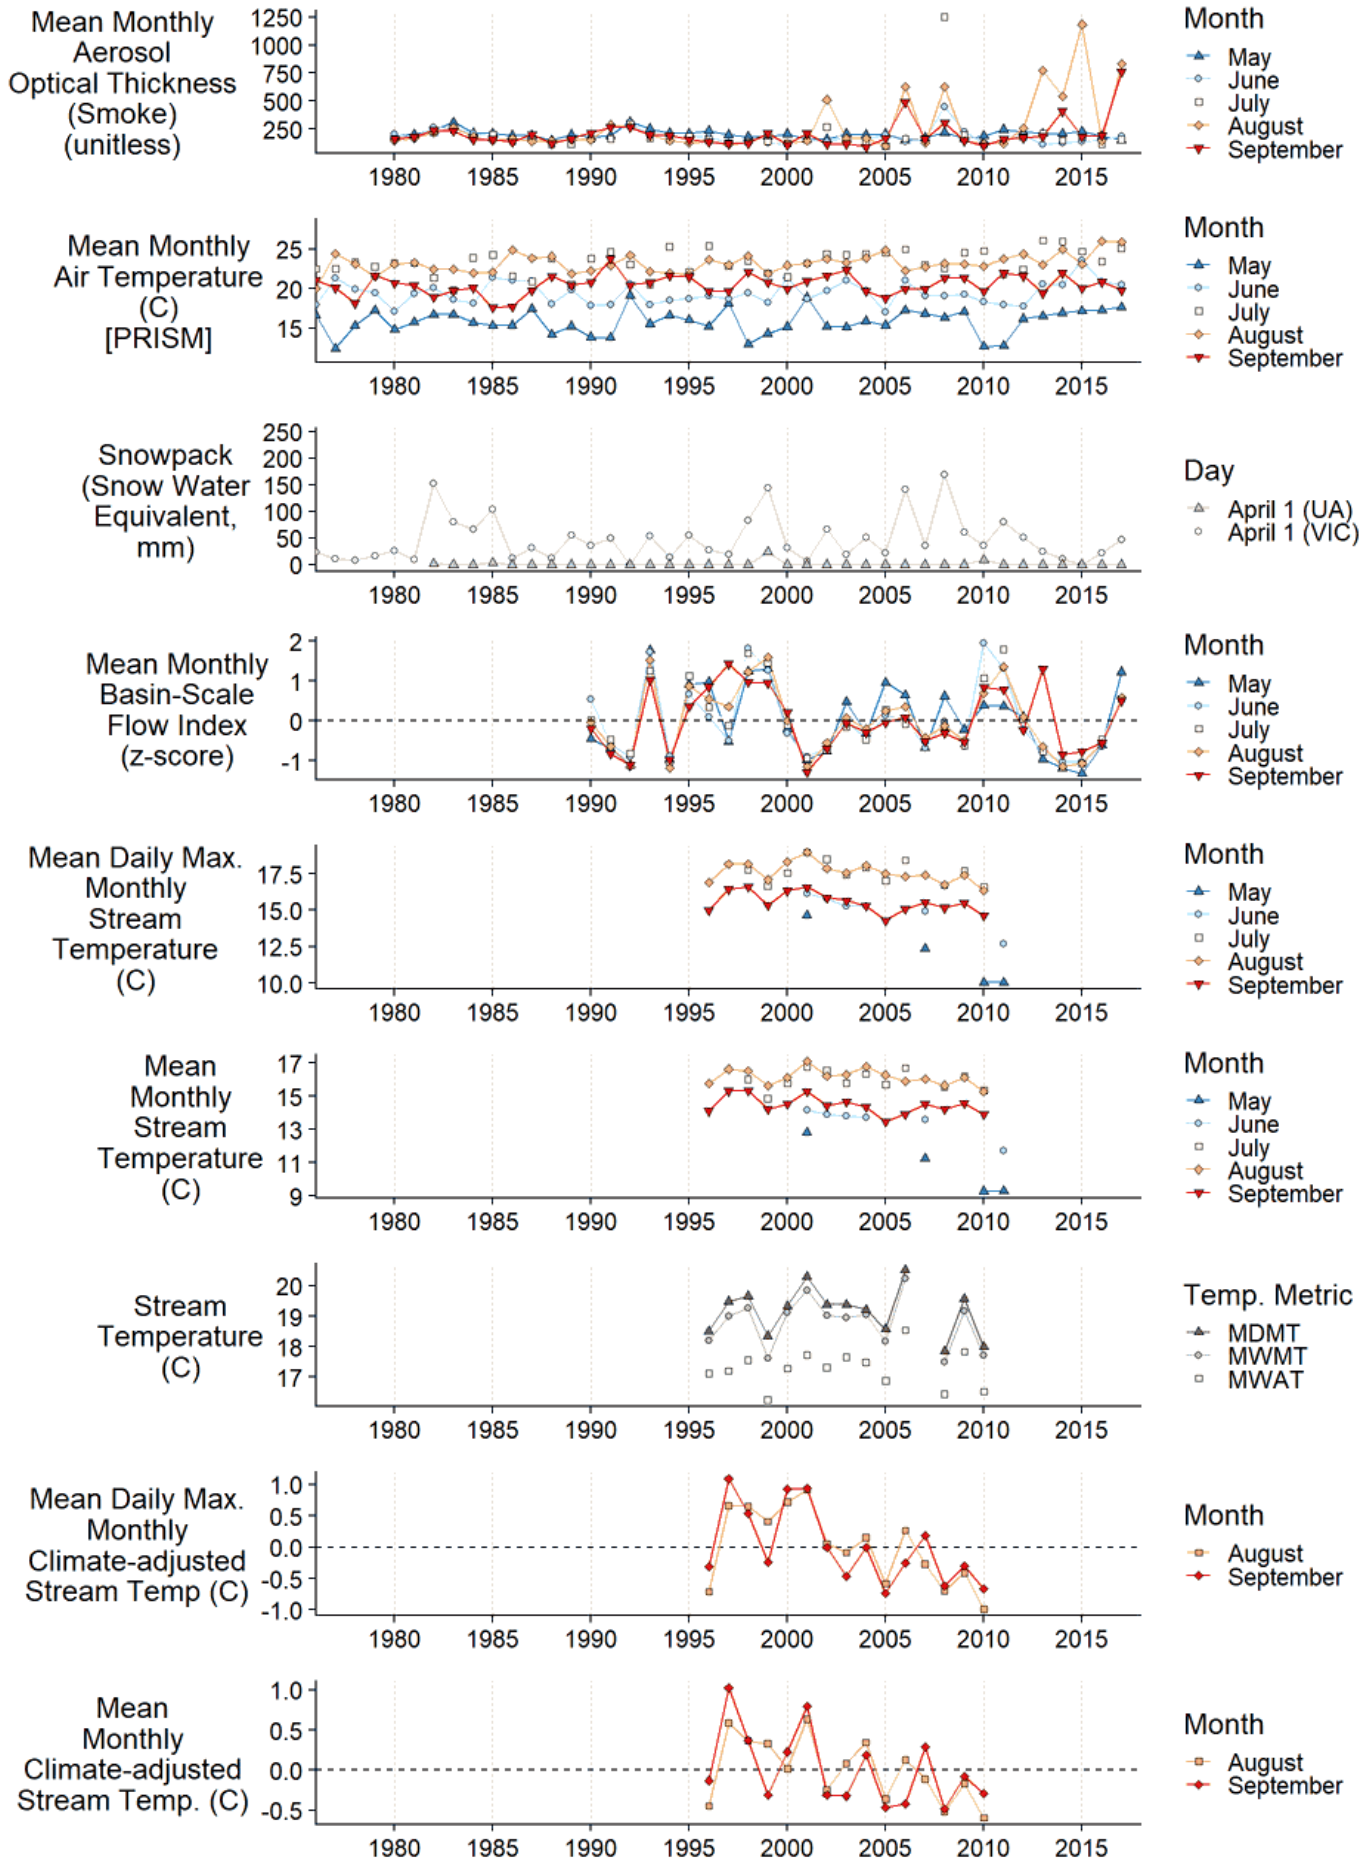 Mean Monthly
Aerosol
Optical Thickness
(Smoke)
(unitless)
1250
1000
750
500
250
1980 1985 1990 1995 2000 2005 2010 2015
Month
May
June
July
August
September
Mean Monthly
Air Temperature
(C)
[PRISM]
25
20
15
1980 1985 1990 1995 2000 2005 2010 2015
Month
May
June
July
August
September
Snowpack
(Snow Water
Equivalent,
mm)
250
200
150
100
50
0
1980 1985 1990 1995 2000 2005 2010 2015
Day
April 1 (UA)
April 1 (VIC)
Mean Monthly
Basin-Scale
Flow Index
(z-score)
2
1
0
-1
1980 1985 1990 1995 2000 2005 2010 2015
Month
May
June
July
August
September
Mean Daily Max.
Monthly
Stream
Temperature
(C)
17.5
15.0
12.5
10.0
1980 1985 1990 1995 2000 2005 2010 2015
Month
May
June
July
August
September
Mean
Monthly
Stream
Temperature
(C)
17
15
13
11
9
1980 1985 1990 1995 2000 2005 2010 2015
Month
May
June
July
August
September
Stream
Temperature
(C)
20
19
18
17
1980 1985 1990 1995 2000 2005 2010 2015
Temp. Metric
MDMT
MWMT
MWAT
Mean Daily Max.
Monthly
Climate-adjusted
Stream Temp (C)
1.0
0.5
0.0
-0.5
-1.0
1980 1985 1990 1995 2000 2005 2010 2015
Month
August
September
Mean
Monthly
Climate-adjusted
Stream Temp. (C)
1.0
0.5
0.0
-0.5
1980 1985 1990 1995 2000 2005 2010 2015
Month
August
September